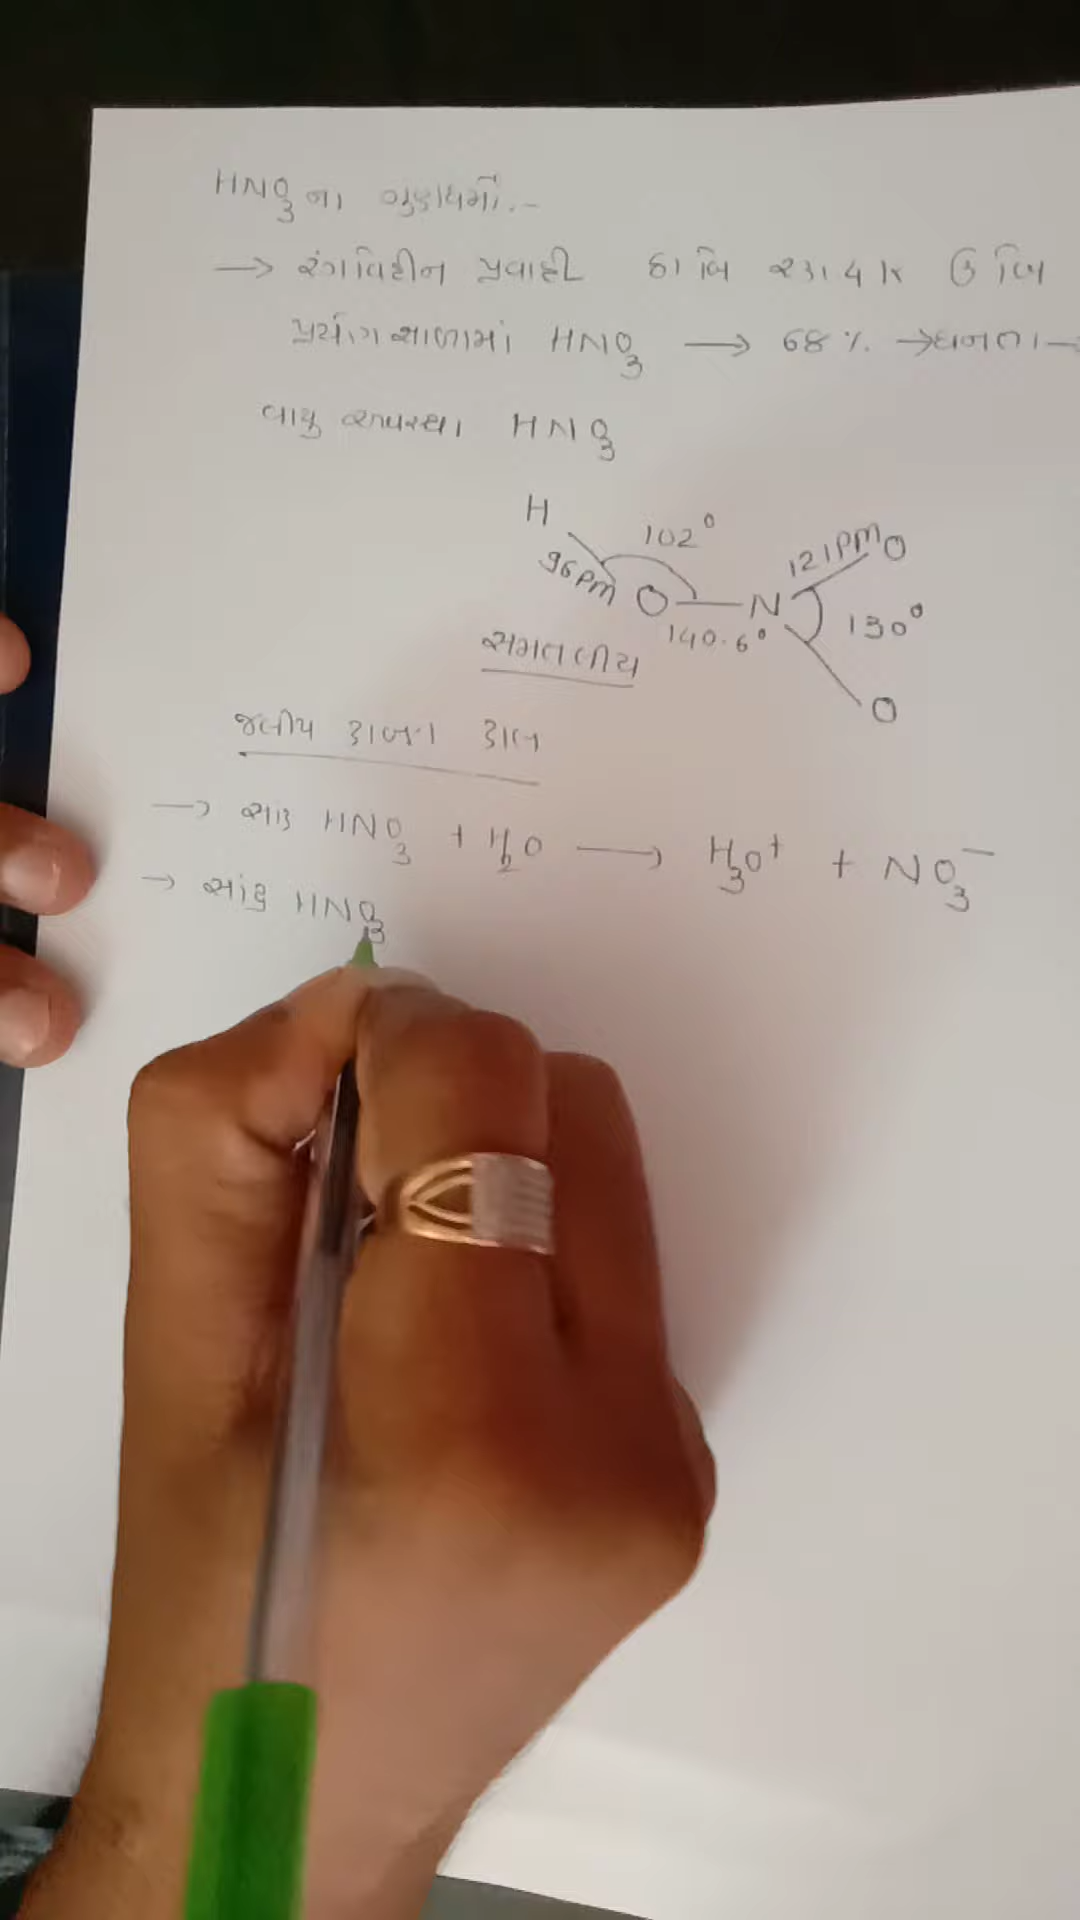 HNO3 ના ગુણધર્મો :-
→ રંગવિહીન પ્રવાહી ઠા બિ 231.4 K ઉ બિ
પ્રયોગશાળામાં HNO3 → 68 % → ઘનતા →
વાયુ અવસ્થા HNO3
H
102°
121 PM O
96 PM
O — N
130°
140.6°
સમતલીય
O
જલીય દ્રાવણ
→ મંદ HNO3 + H2O → H3O+ + NO3−
→ સાંદ્ર HNO3